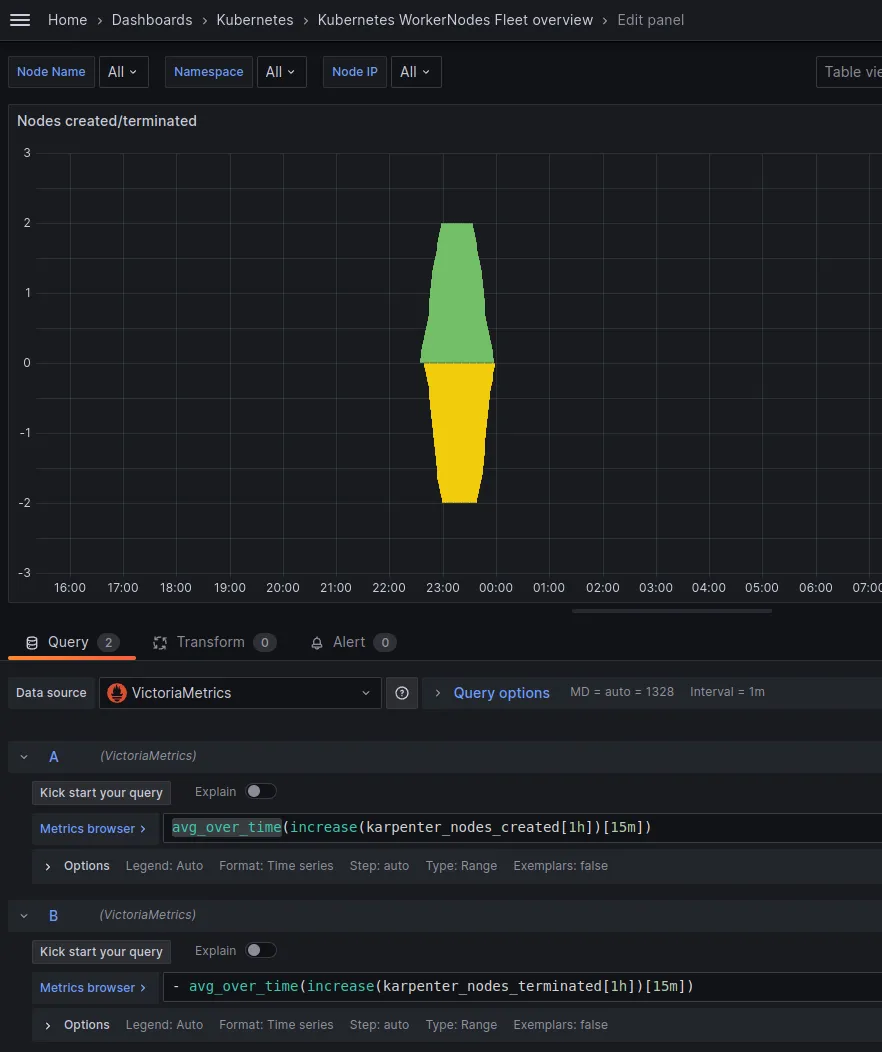 Home › Dashboards › Kubernetes › Kubernetes WorkerNodes Fleet overview › Edit panel
Node Name All Namespace All Node IP All Table vie
Nodes created/terminated
3
2
1
0
-1
-2
-3
16:00 17:00 18:00 19:00 20:00 21:00 22:00 23:00 00:00 01:00 02:00 03:00 04:00 05:00 06:00 07:00
Query 2 Transform 0 Alert 0
Data source VictoriaMetrics › Query options MD = auto = 1328 Interval = 1m
A (VictoriaMetrics)
Kick start your query Explain
Metrics browser › avg_over_time(increase(karpenter_nodes_created[1h])[15m])
› Options Legend: Auto Format: Time series Step: auto Type: Range Exemplars: false
B (VictoriaMetrics)
Kick start your query Explain
Metrics browser › - avg_over_time(increase(karpenter_nodes_terminated[1h])[15m])
› Options Legend: Auto Format: Time series Step: auto Type: Range Exemplars: false